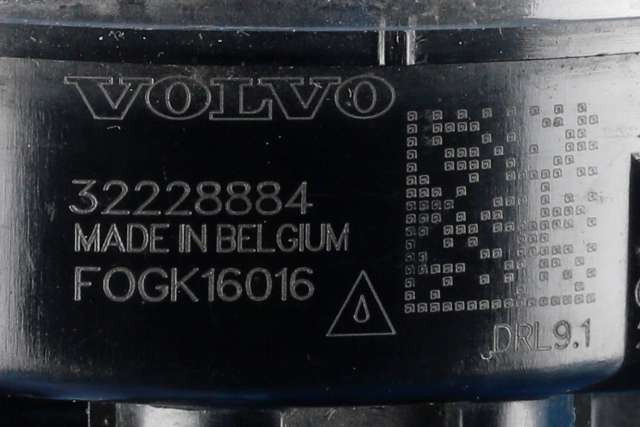 VOLVO
32228884
MADE IN BELGIUM
FOGK16016
DRL9.1